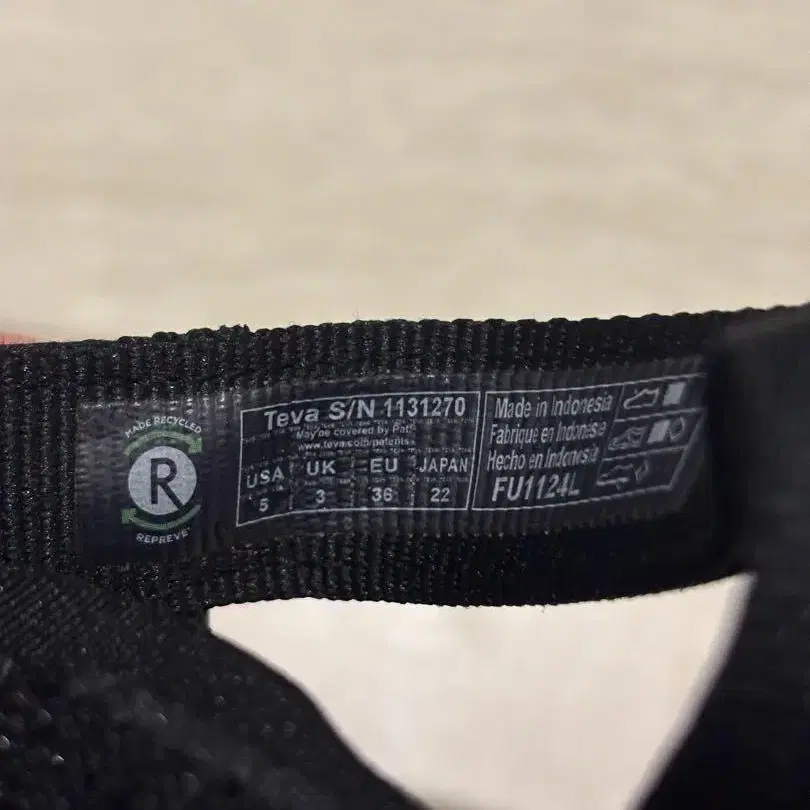 MADE RECYCLED
R
REPREVE
Teva S/N 1131270
May be covered by Pat
www.teva.com/patents
USA UK EU JAPAN
5 3 36 22
Made in Indonesia
Fabriqué en Indonésie
Hecho en Indonesia
FU1124L